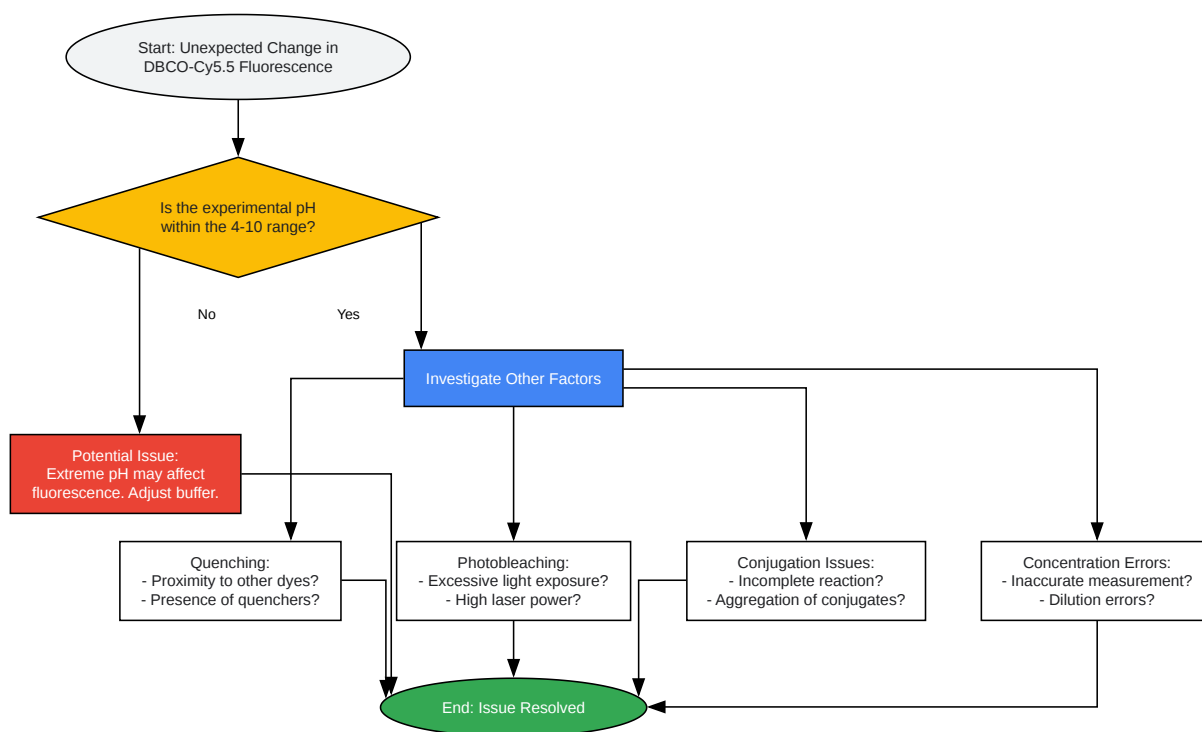 Start: Unexpected Change in
DBCO-Cy5.5 Fluorescence
Is the experimental pH
within the 4-10 range?
No
Yes
Investigate Other Factors
Potential Issue:
Extreme pH may affect
fluorescence. Adjust buffer.
Quenching:
- Proximity to other dyes?
- Presence of quenchers?
Photobleaching:
- Excessive light exposure?
- High laser power?
Conjugation Issues:
- Incomplete reaction?
- Aggregation of conjugates?
Concentration Errors:
- Inaccurate measurement?
- Dilution errors?
End: Issue Resolved